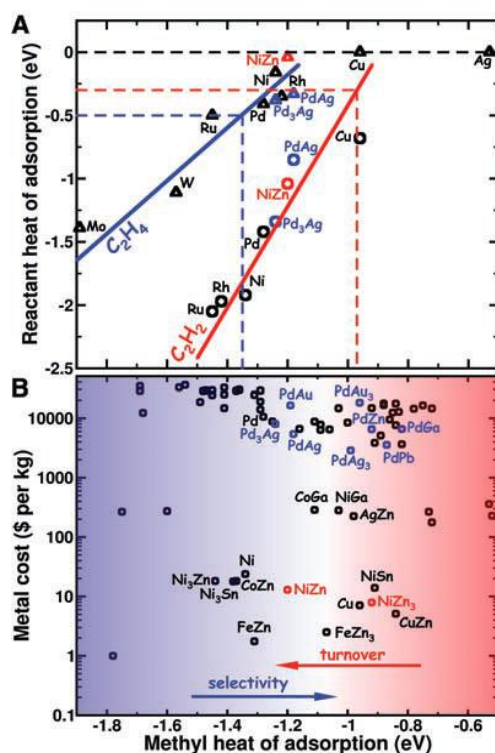 A
0
-0.5
-1
-1.5
-2
-2.5
Reactant heat of adsorption (eV)
NiZn
Cu
Ag
Ni
Rh
Pd
PdAg
Pd₃Ag
Ru
W
Mo
C₂H₄
Cu
PdAg
NiZn
Pd₃Ag
Pd
Rh
Ni
Ru
C₂H₂
B
10000
1000
100
10
1
0.1
Metal cost ($ per kg)
PdAu
PdAu₃
Pd
Pd₃Ag
PdAg
PdZn
PdGa
PdAg₃
PdPb
CoGa
NiGa
AgZn
Ni
Ni₃Zn
Ni₃Sn
CoZn
NiZn
NiSn
Cu
NiZn₃
CuZn
FeZn
FeZn₃
turnover
selectivity
-1.8
-1.6
-1.4
-1.2
-1
-0.8
-0.6
Methyl heat of adsorption (eV)